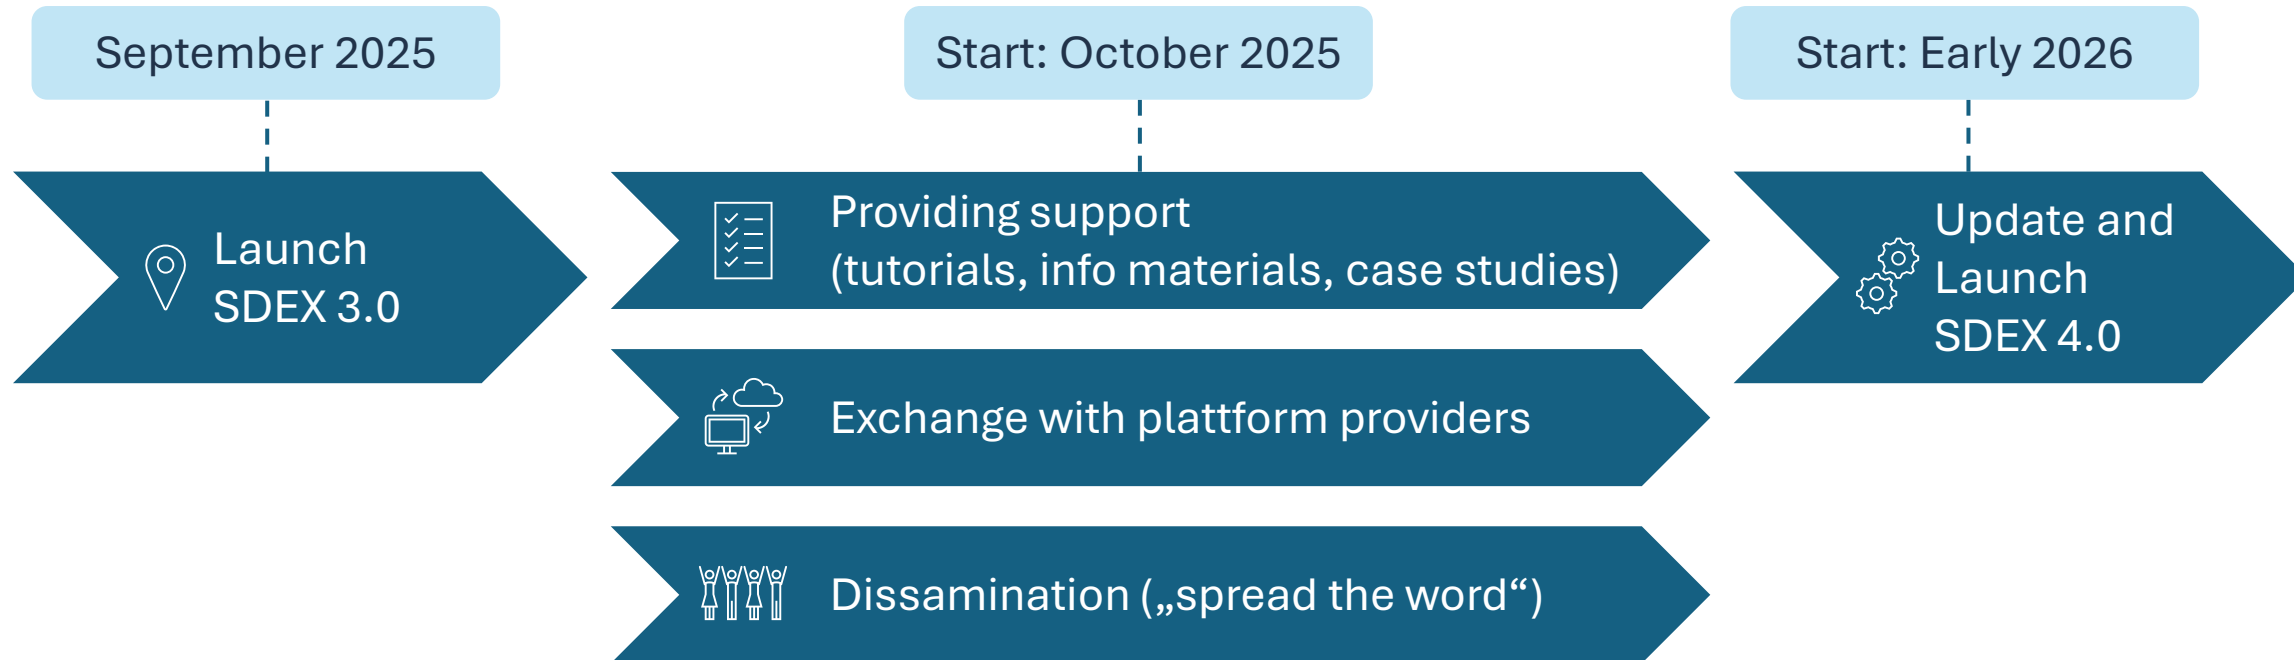 September 2025
Start: October 2025
Start: Early 2026
Launch
SDEX 3.0
Providing support
(tutorials, info materials, case studies)
Exchange with plattform providers
Dissamination („spread the word“)
Update and
Launch
SDEX 4.0